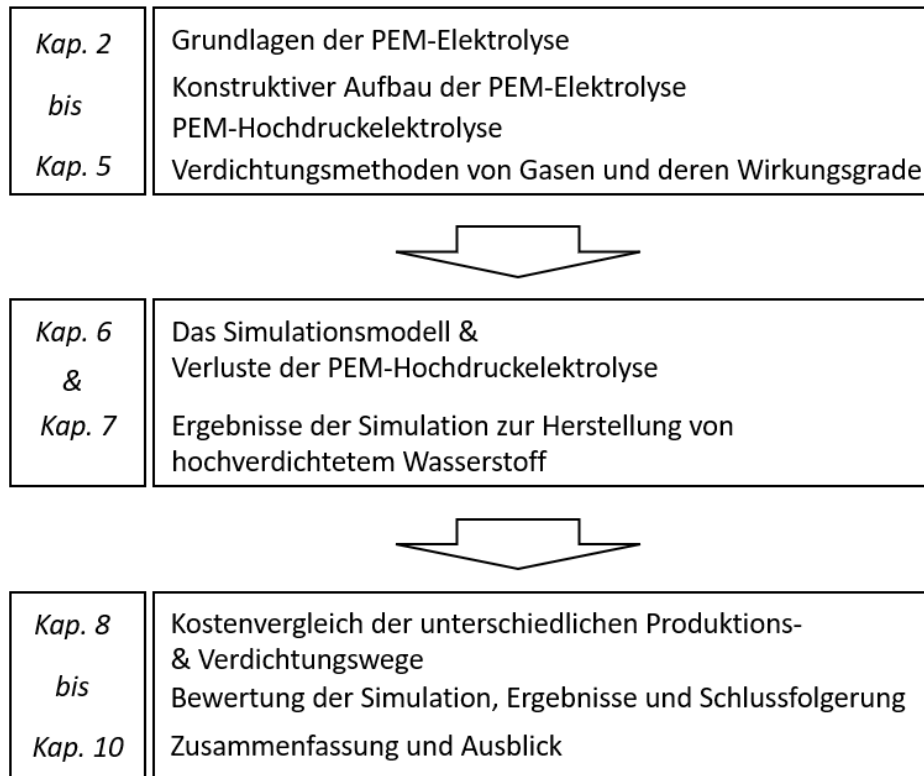 Kap. 2
bis
Kap. 5
Grundlagen der PEM-Elektrolyse
Konstruktiver Aufbau der PEM-Elektrolyse
PEM-Hochdruckelektrolyse
Verdichtungsmethoden von Gasen und deren Wirkungsgrade
Kap. 6
&
Kap. 7
Das Simulationsmodell &
Verluste der PEM-Hochdruckelektrolyse
Ergebnisse der Simulation zur Herstellung von
hochverdichtetem Wasserstoff
Kap. 8
bis
Kap. 10
Kostenvergleich der unterschiedlichen Produktions-
& Verdichtungswege
Bewertung der Simulation, Ergebnisse und Schlussfolgerung
Zusammenfassung und Ausblick